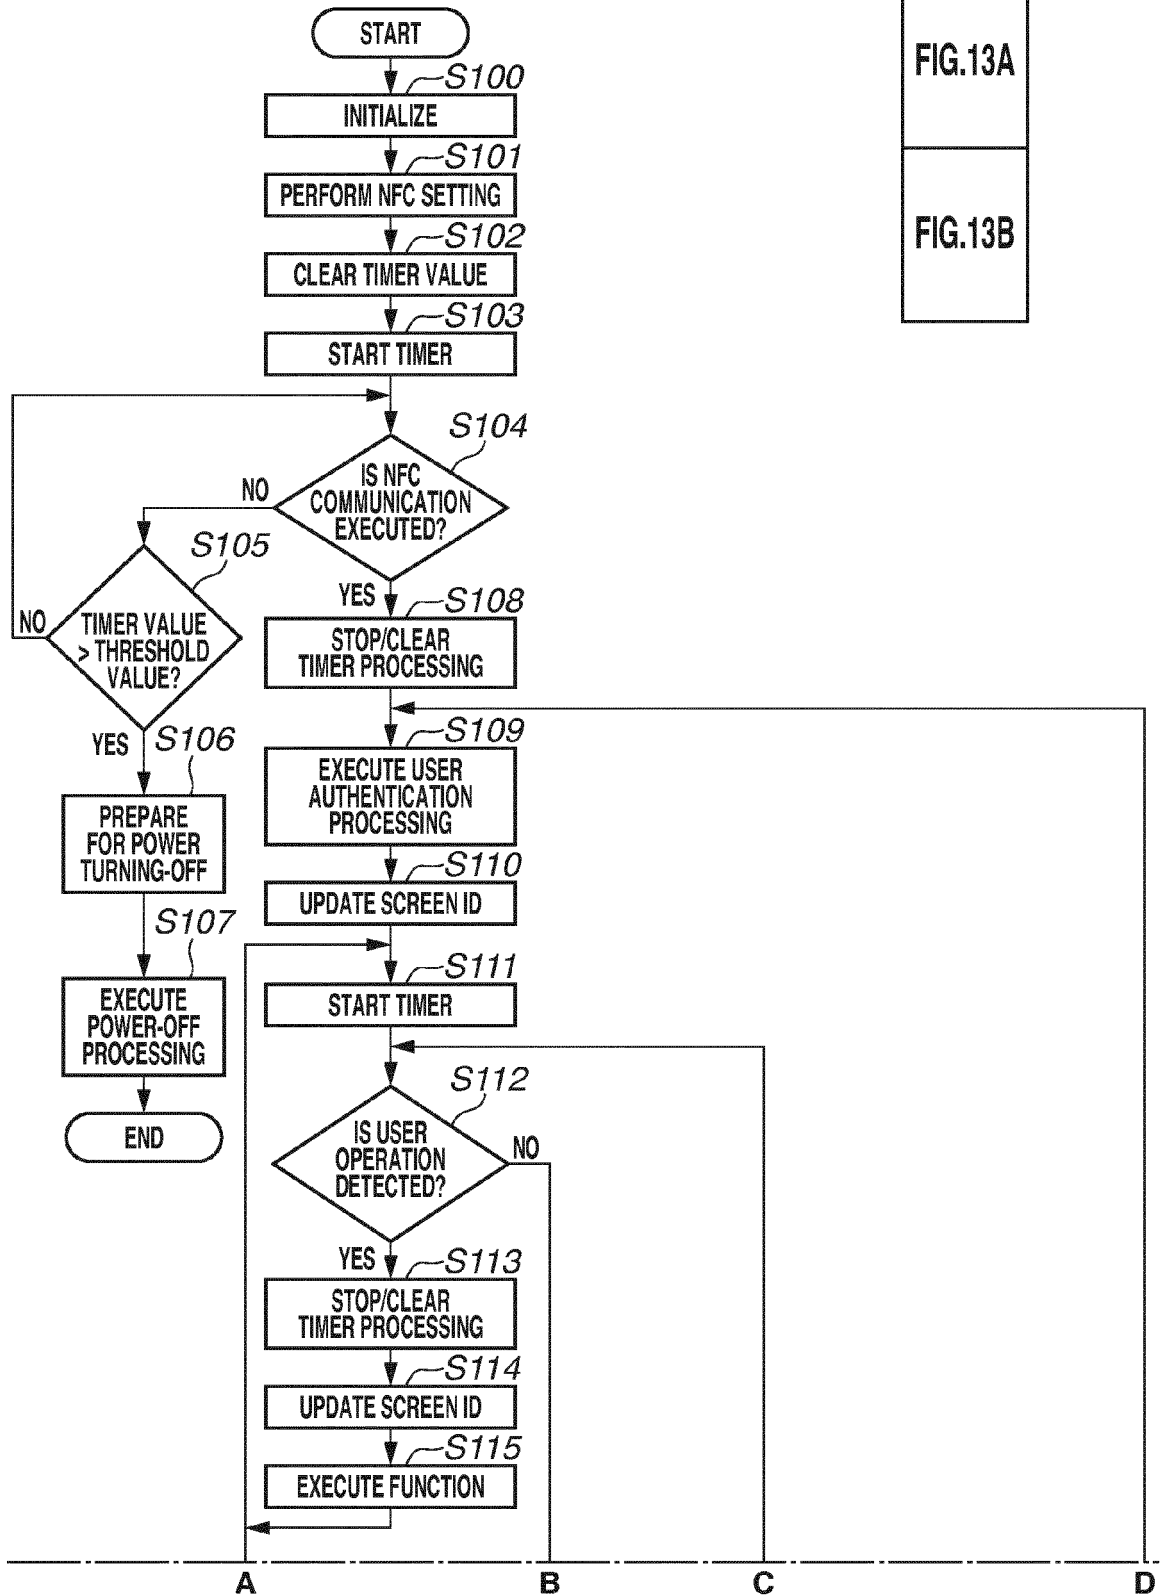 START
S100
INITIALIZE
S101
PERFORM NFC SETTING
S102
CLEAR TIMER VALUE
S103
START TIMER
S104
IS NFC
COMMUNICATION
EXECUTED?
NO
YES
S105
TIMER VALUE
> THRESHOLD
VALUE?
NO
YES
S106
PREPARE
FOR POWER
TURNING-OFF
S107
EXECUTE
POWER-OFF
PROCESSING
END
S108
STOP/CLEAR
TIMER PROCESSING
S109
EXECUTE USER
AUTHENTICATION
PROCESSING
S110
UPDATE SCREEN ID
S111
START TIMER
S112
IS USER
OPERATION
DETECTED?
NO
YES
S113
STOP/CLEAR
TIMER PROCESSING
S114
UPDATE SCREEN ID
S115
EXECUTE FUNCTION
A B C D
FIG.13A
FIG.13B